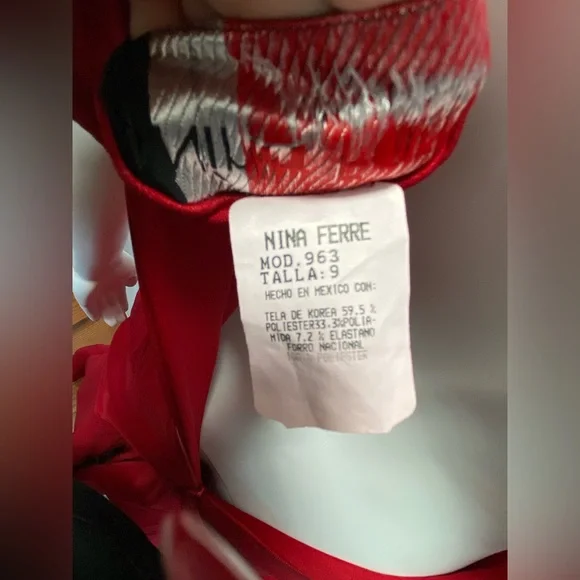 NINA FERRE
MOD.963
TALLA:9
HECHO EN MEXICO CON:
TELA DE KOREA 59.5 %
POLIESTER33.3%POLIA-
MIDA 7.2 % ELASTANO
FORRO NACIONAL
POLIESTER